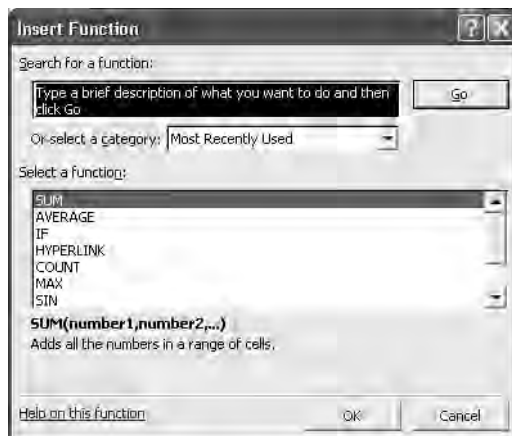 Insert Function
Search for a function:
Type a brief description of what you want to do and then
click Go
Go
Or select a category: Most Recently Used
Select a function:
SUM
AVERAGE
IF
HYPERLINK
COUNT
MAX
SIN
SUM(number1,number2,...)
Adds all the numbers in a range of cells.
Help on this function
OK
Cancel